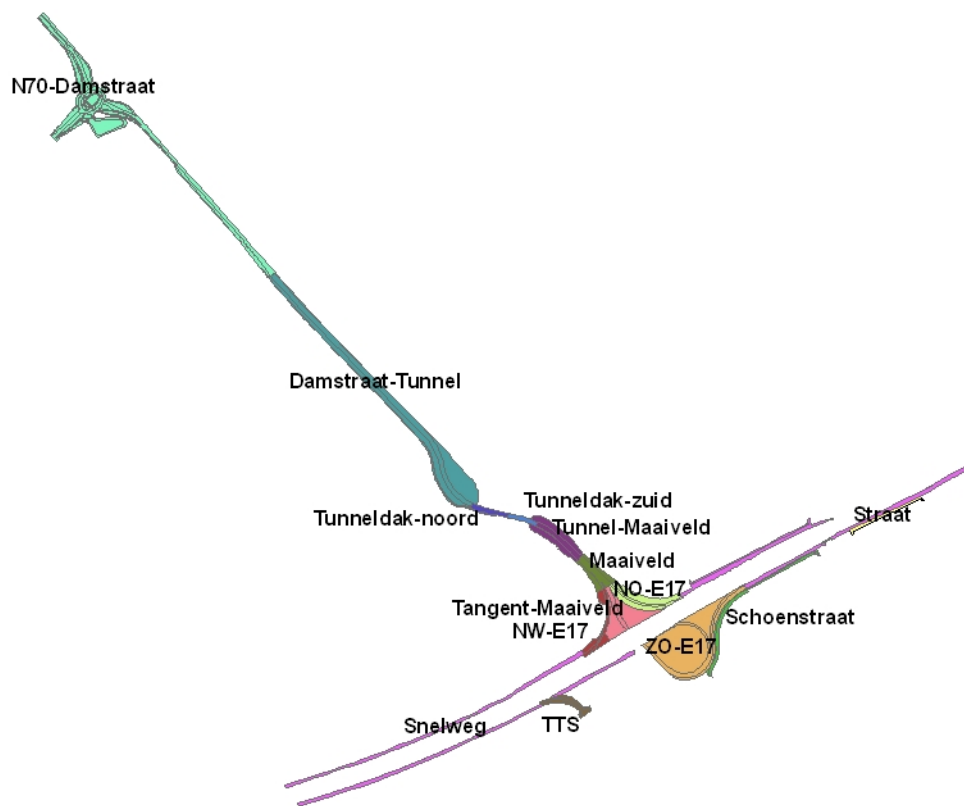 N70-Damstraat
Damstraat-Tunnel
Tunneldak-zuid
Tunneldak-noord
Straat
Tunnel-Maaiveld
Maaiveld
NO-E17
Tangent-Maaiveld
Schoenstraat
NW-E17
ZO-E17
Snelweg
TTS